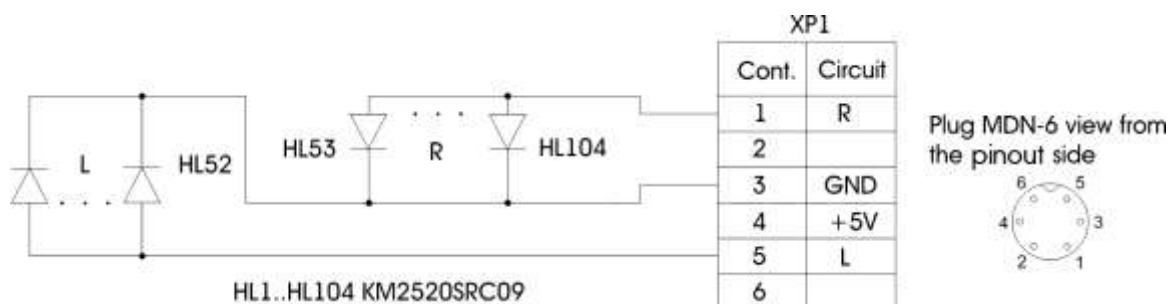 XP1
Cont. Circuit
1 R
2
3 GND
4 +5V
5 L
6
L
HL52
HL53
R
HL104
HL1..HL104 KM2520SRC09
Plug MDN-6 view from
the pinout side
6 5
4 3
2 1